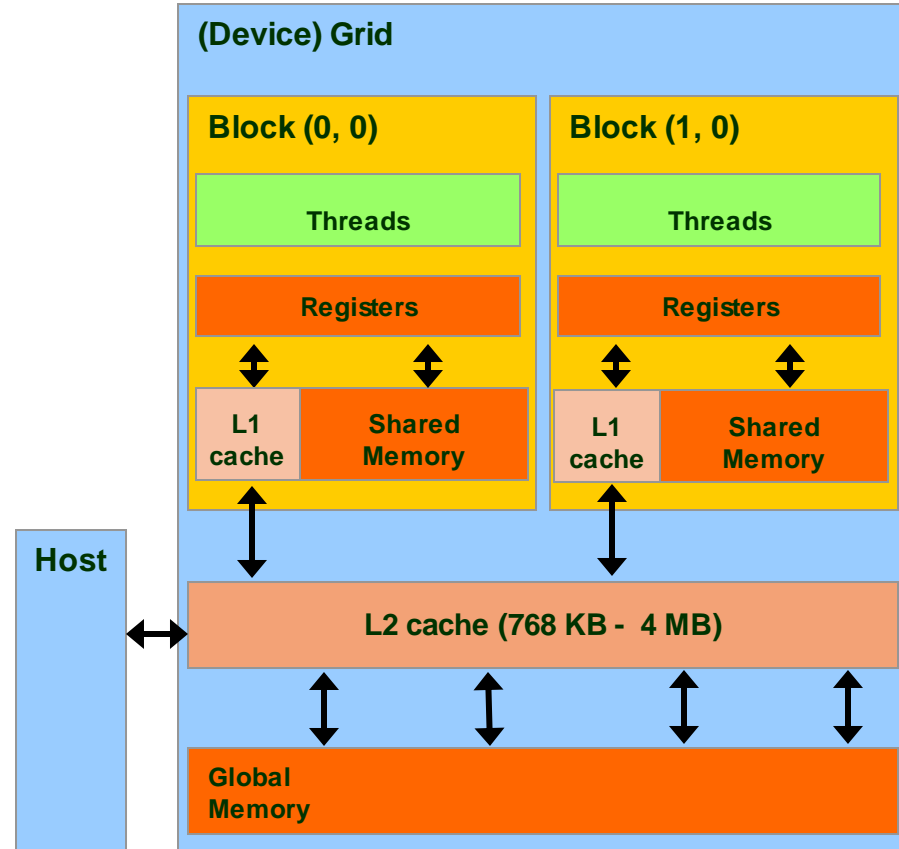 (Device) Grid
Block (0, 0)
Threads
Registers
L1
cache
Shared
Memory
Block (1, 0)
Threads
Registers
L1
cache
Shared
Memory
Host
L2 cache (768 KB - 4 MB)
Global
Memory